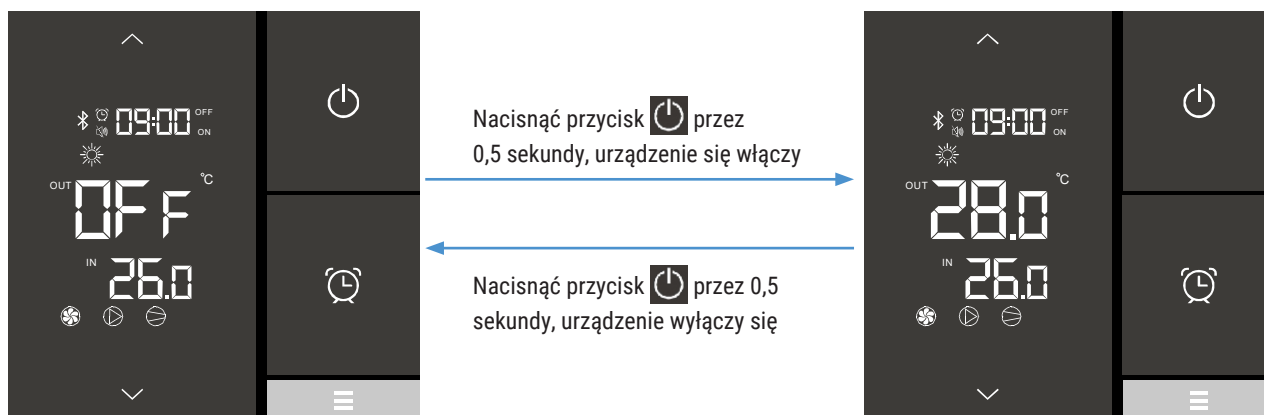 09:00 OFF
ON
OUT OFF °C
IN 26.0
Nacisnąć przycisk przez
0,5 sekundy, urządzenie się włączy
Nacisnąć przycisk przez 0,5
sekundy, urządzenie wyłączy się
09:00 OFF
ON
OUT 28.0 °C
IN 26.0